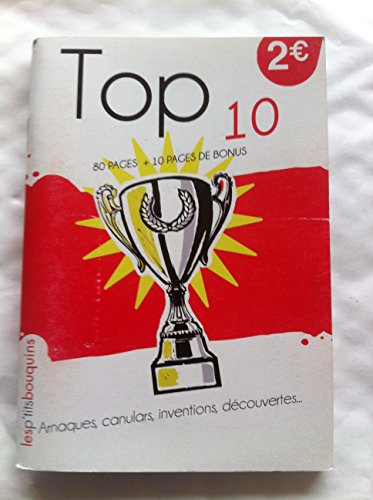 2€
Top
10
80 PAGES + 10 PAGES DE BONUS
lesp'titsbouquins
Arnaques, canulars, inventions, découvertes...